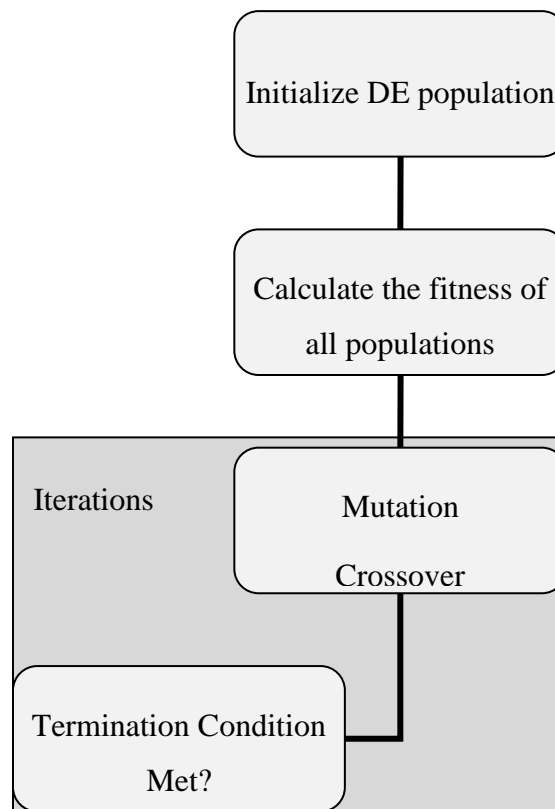 Initialize DE population
Calculate the fitness of
all populations
Iterations
Mutation
Crossover
Termination Condition
Met?